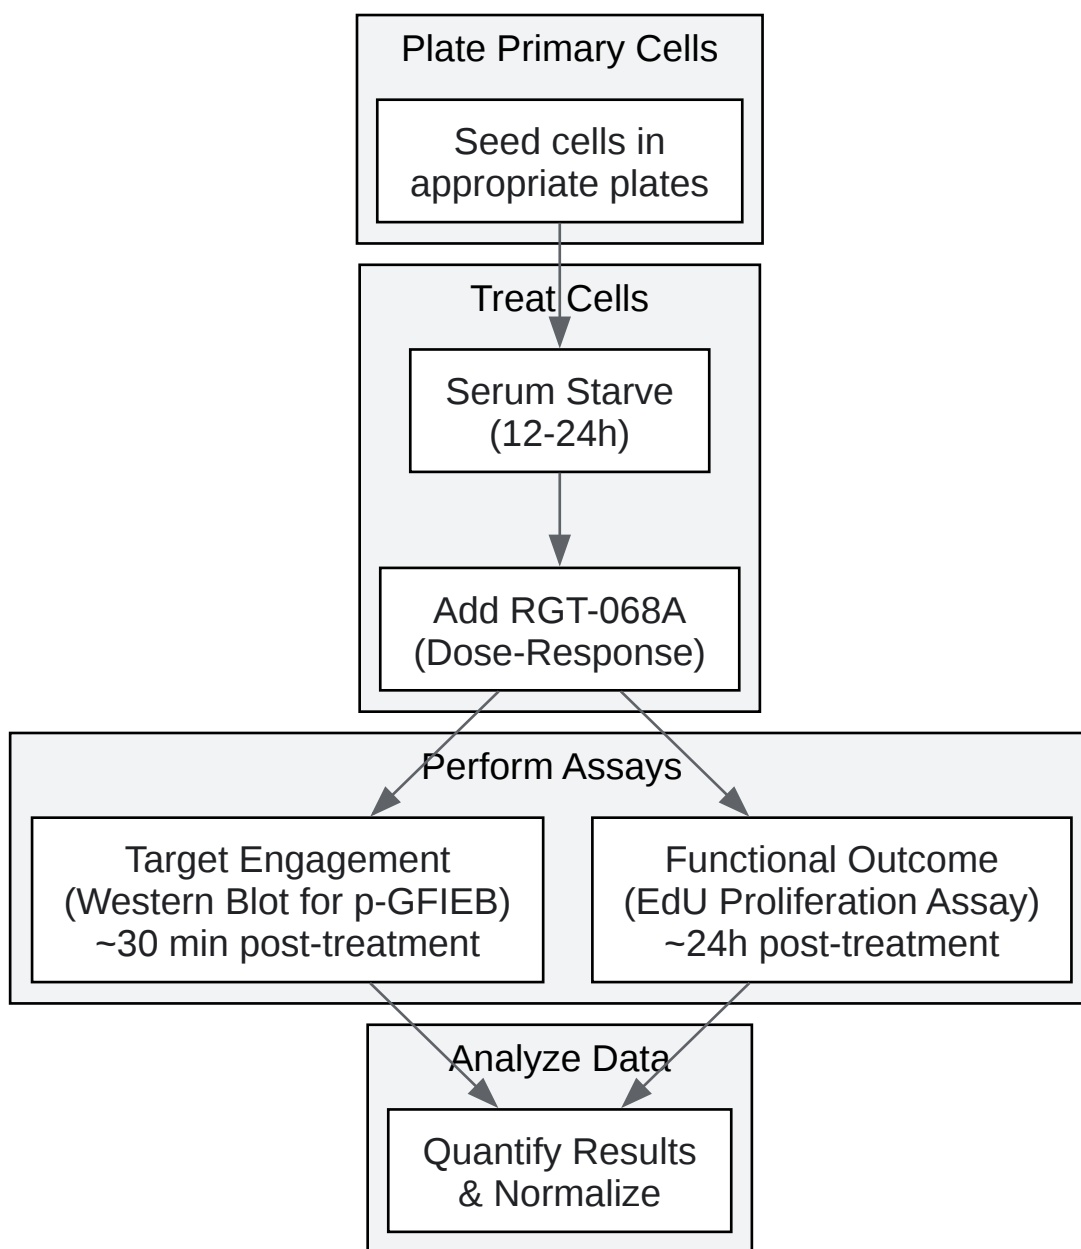 Plate Primary Cells
Seed cells in
appropriate plates
Treat Cells
Serum Starve
(12-24h)
Add RGT-068A
(Dose-Response)
Perform Assays
Target Engagement
(Western Blot for p-GFIEB)
~30 min post-treatment
Functional Outcome
(EdU Proliferation Assay)
~24h post-treatment
Analyze Data
Quantify Results
& Normalize